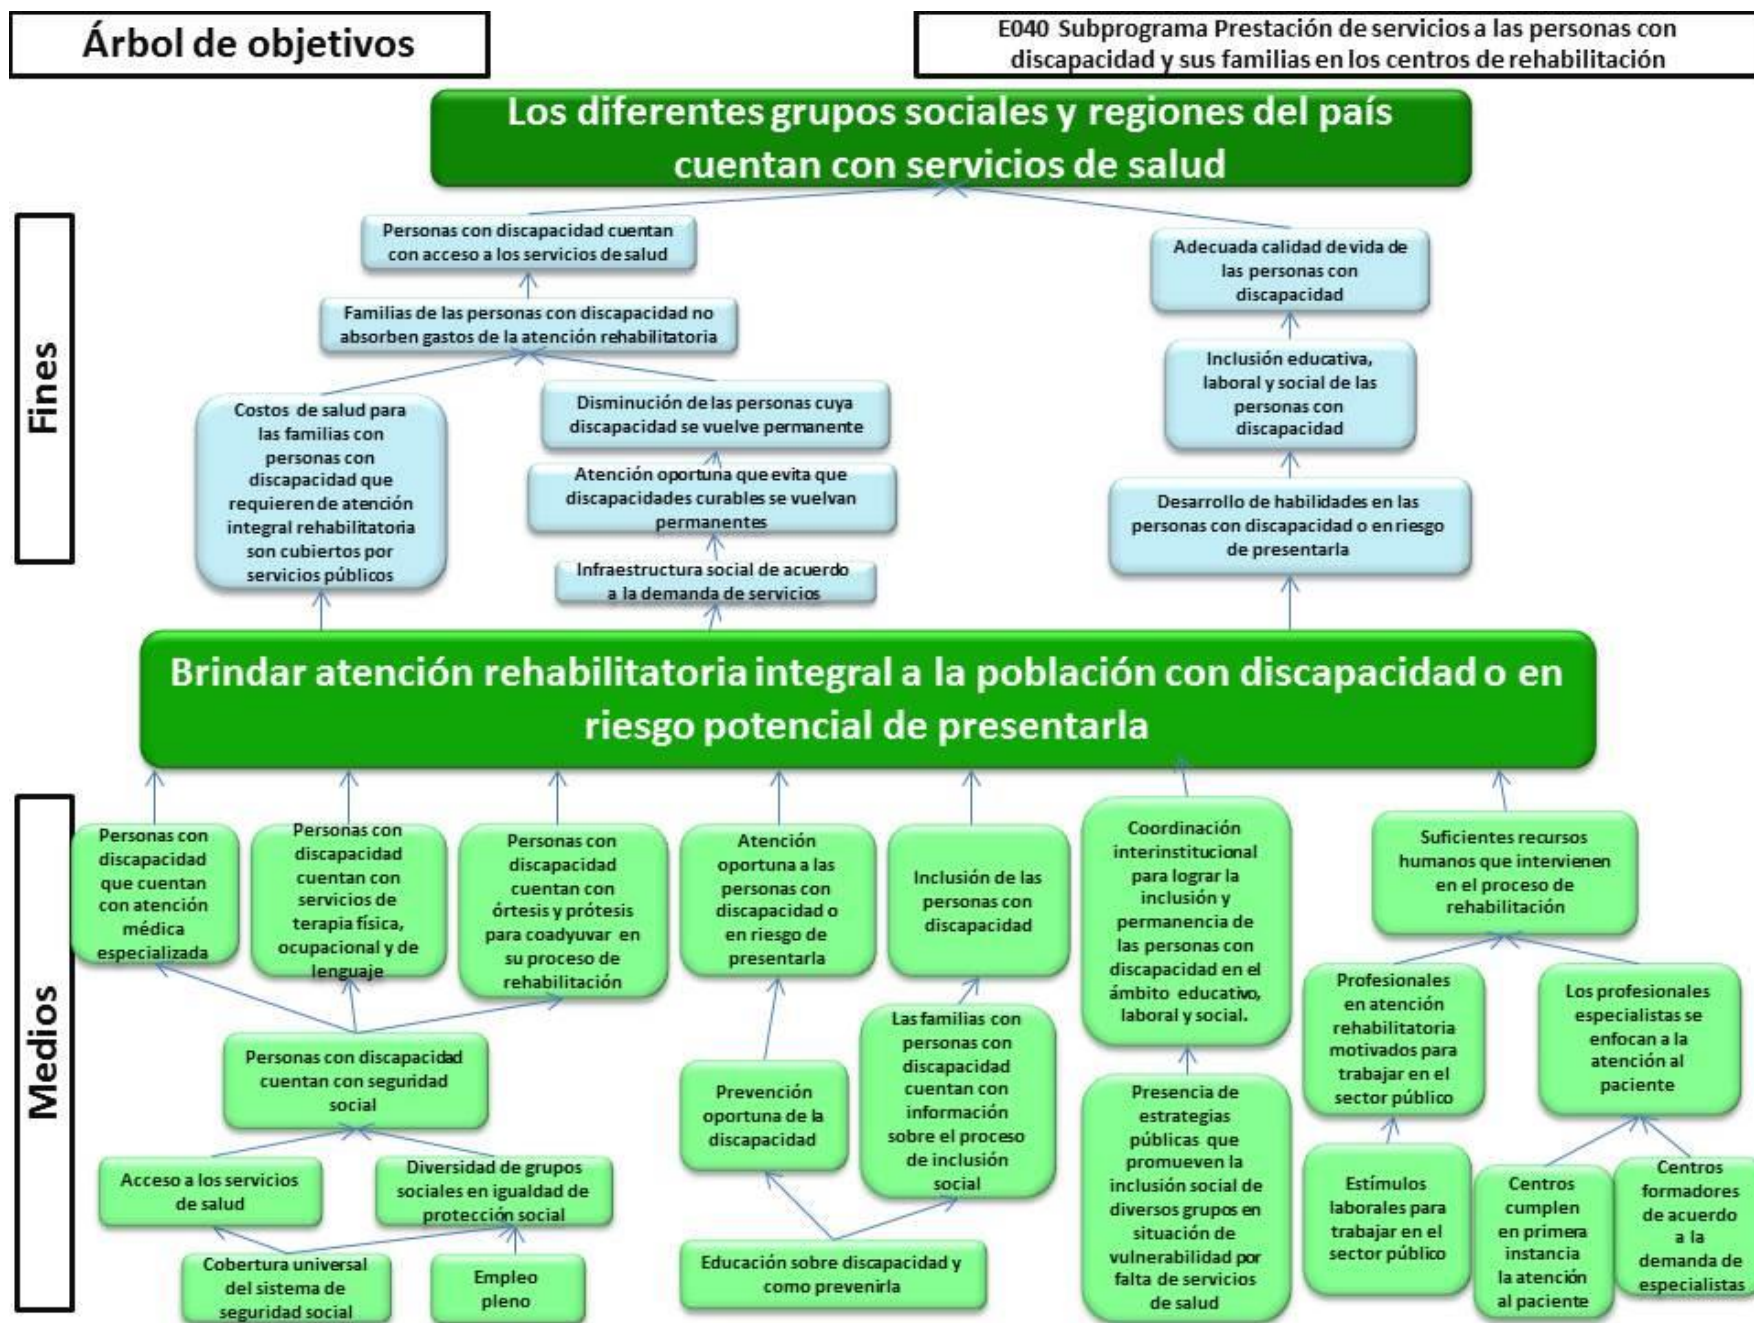 Árbol de objetivos
E040 Subprograma Prestación de servicios a las personas con
discapacidad y sus familias en los centros de rehabilitación
Los diferentes grupos sociales y regiones del país
cuentan con servicios de salud
Fines
Personas con discapacidad cuentan
con acceso a los servicios de salud
Adecuada calidad de vida de
las personas con
discapacidad
Familias de las personas con discapacidad no
absorben gastos de la atención rehabilitatoria
Inclusión educativa,
laboral y social de las
personas con
discapacidad
Costos de salud para
las familias con
personas con
discapacidad que
requieren de atención
integral rehabilitatoria
son cubiertos por
servicios públicos
Disminución de las personas cuya
discapacidad se vuelve permanente
Atención oportuna que evita que
discapacidades curables se vuelvan
permanentes
Desarrollo de habilidades en las
personas con discapacidad o en riesgo
de presentarla
Infraestructura social de acuerdo
a la demanda de servicios
Brindar atención rehabilitatoria integral a la población con discapacidad o en
riesgo potencial de presentarla
Medios
Personas con
discapacidad
que cuentan
con atención
médica
especializada
Personas con
discapacidad
cuentan con
servicios de
terapia física,
ocupacional y de
lenguaje
Personas con
discapacidad
cuentan con
órtesis y prótesis
para coadyuvar en
su proceso de
rehabilitación
Atención
oportuna a las
personas con
discapacidad o
en riesgo de
presentarla
Inclusión de las
personas con
discapacidad
Coordinación
interinstitucional
para lograr la
inclusión y
permanencia de
las personas con
discapacidad en el
ámbito educativo,
laboral y social.
Suficientes recursos
humanos que intervienen
en el proceso de
rehabilitación
Personas con discapacidad
cuentan con seguridad
social
Prevención
oportuna de la
discapacidad
Las familias con
personas con
discapacidad
cuentan con
información
sobre el proceso
de inclusión
social
Presencia de
estrategias
públicas que
promueven la
inclusión social de
diversos grupos en
situación de
vulnerabilidad por
falta de servicios
de salud
Profesionales
en atención
rehabilitatoria
motivados para
trabajar en el
sector público
Los profesionales
especialistas se
enfocan a la
atención al
paciente
Acceso a los servicios
de salud
Diversidad de grupos
sociales en igualdad de
protección social
Estímulos
laborales para
trabajar en el
sector público
Centros
cumplen
en primera
instancia
la atención
al paciente
Centros
formadores
de acuerdo
a la
demanda de
especialistas
Cobertura universal
del sistema de
seguridad social
Empleo
pleno
Educación sobre discapacidad y
como prevenirla